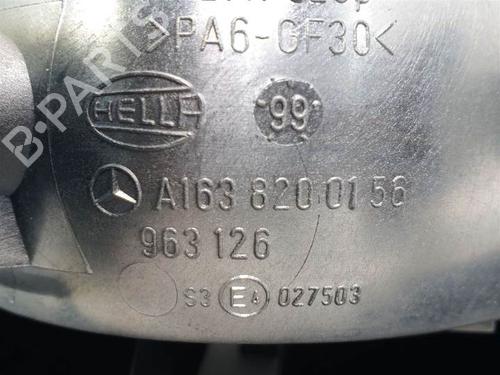 >PA6-GF30<
HELLA
99
A163 820 01 56
963 126
S3 E4 027503
B-PARTS